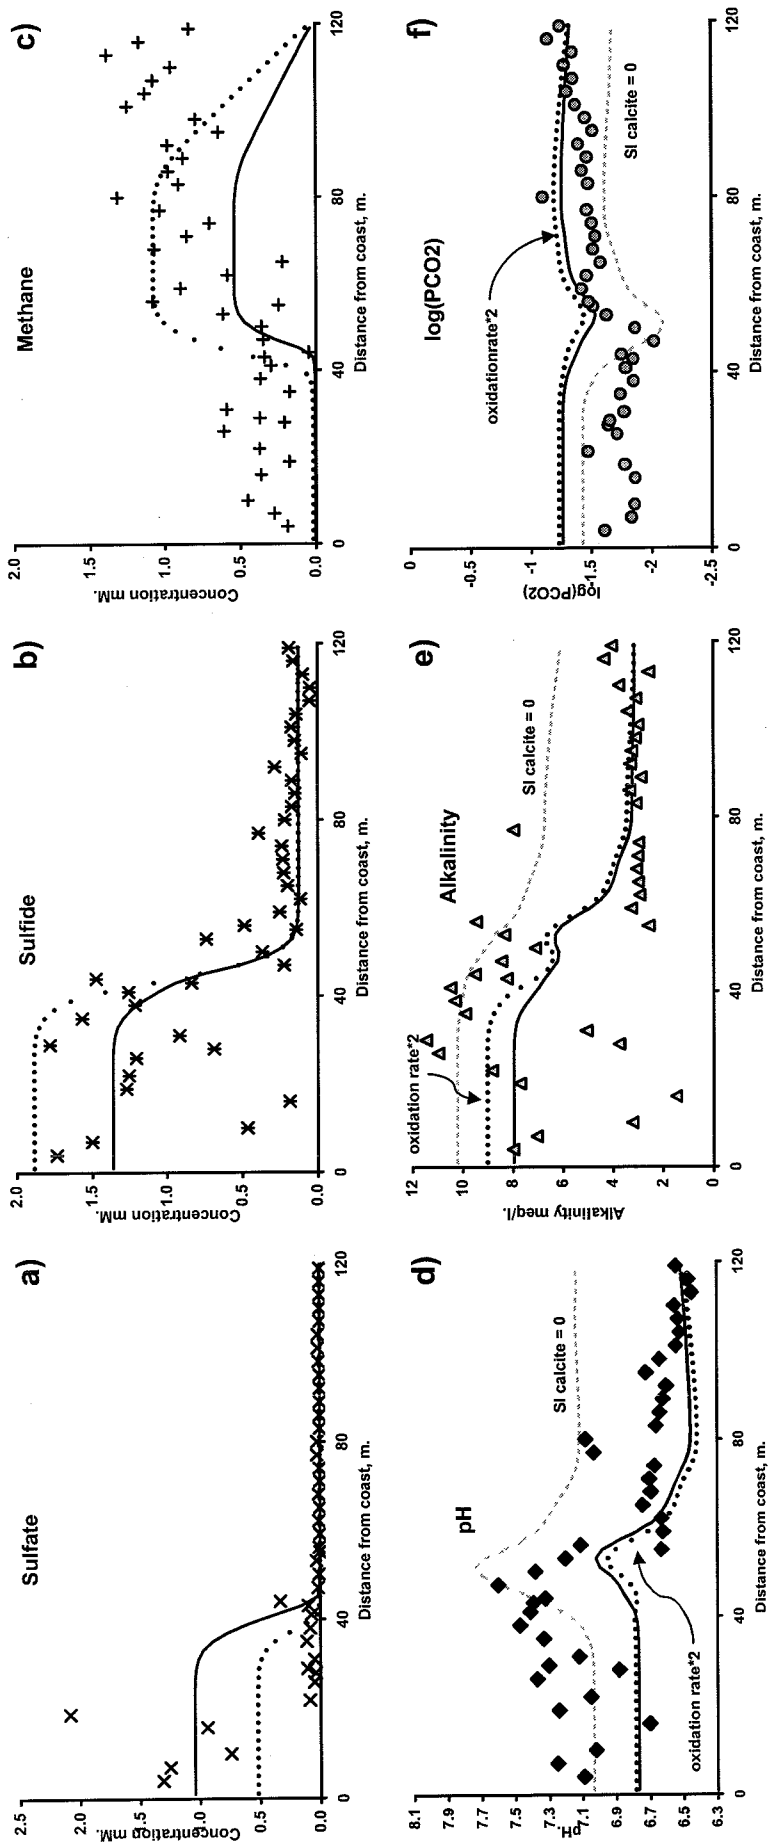 a)
Sulfate
2.5
2.0
1.5
1.0
0.5
0.0
Concentration mM.
0
40
80
120
Distance from coast, m.
b)
Sulfide
2.0
1.5
1.0
0.5
0.0
Concentration mM.
0
40
80
120
Distance from coast, m.
c)
Methane
2.0
1.5
1.0
0.5
0.0
Concentration mM.
0
40
80
120
Distance from coast, m.
d)
pH
8.1
7.9
7.7
7.5
7.3
7.1
6.9
6.7
6.5
6.3
pH.
SI calcite = 0
oxidation rate*2
0
40
80
120
Distance from coast, m.
e)
Alkalinity
12
10
8
6
4
2
0
Alkalinity meq/l.
oxidation rate*2
SI calcite = 0
0
40
80
120
Distance from coast, m.
f)
log(PCO2)
0
-0.5
-1
-1.5
-2
-2.5
log(PCO2)
oxidationrate*2
SI calcite = 0
0
40
80
120
Distance from coast, m.